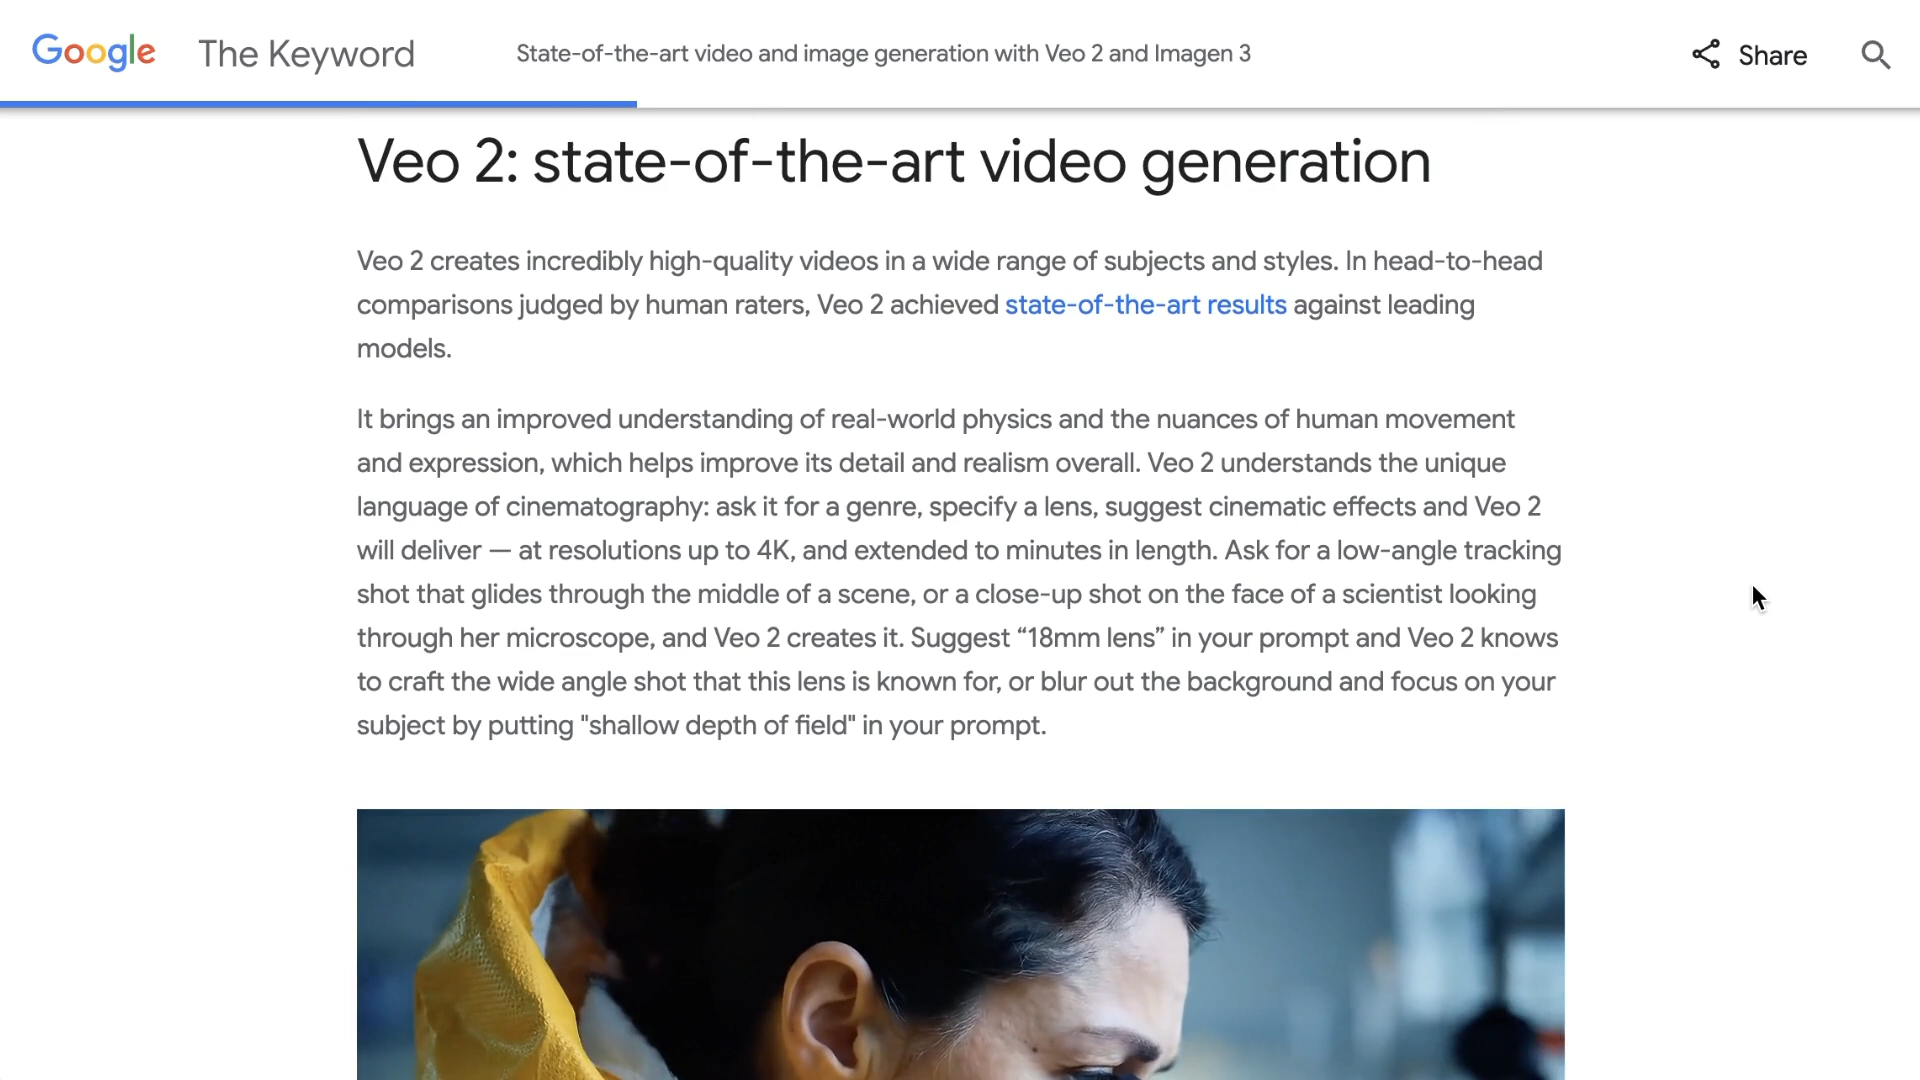 Google The Keyword State-of-the-art video and image generation with Veo 2 and Imagen 3 Share
Veo 2: state-of-the-art video generation
Veo 2 creates incredibly high-quality videos in a wide range of subjects and styles. In head-to-head
comparisons judged by human raters, Veo 2 achieved state-of-the-art results against leading
models.
It brings an improved understanding of real-world physics and the nuances of human movement
and expression, which helps improve its detail and realism overall. Veo 2 understands the unique
language of cinematography: ask it for a genre, specify a lens, suggest cinematic effects and Veo 2
will deliver — at resolutions up to 4K, and extended to minutes in length. Ask for a low-angle tracking
shot that glides through the middle of a scene, or a close-up shot on the face of a scientist looking
through her microscope, and Veo 2 creates it. Suggest “18mm lens” in your prompt and Veo 2 knows
to craft the wide angle shot that this lens is known for, or blur out the background and focus on your
subject by putting "shallow depth of field" in your prompt.